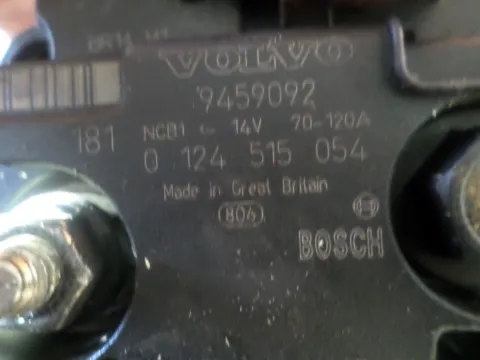 VOLVO
9459092
181 NCB1 ← 14V 70-120A
0 124 515 054
Made in Great Britain
806
BOSCH